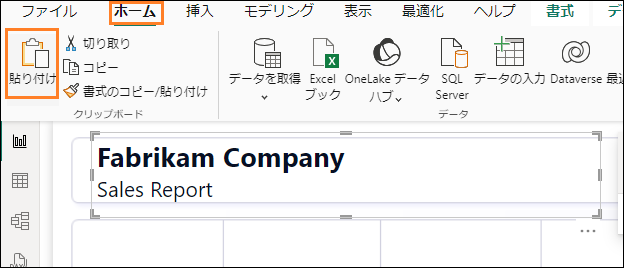 ファイル ホーム 挿入 モデリング 表示 最適化 ヘルプ 書式
貼り付け
切り取り
コピー
書式のコピー/貼り付け
クリップボード
データを取得
Excel
ブック
OneLake データ
ハブ
SQL
Server
データの入力
Dataverse
データ
Fabrikam Company
Sales Report